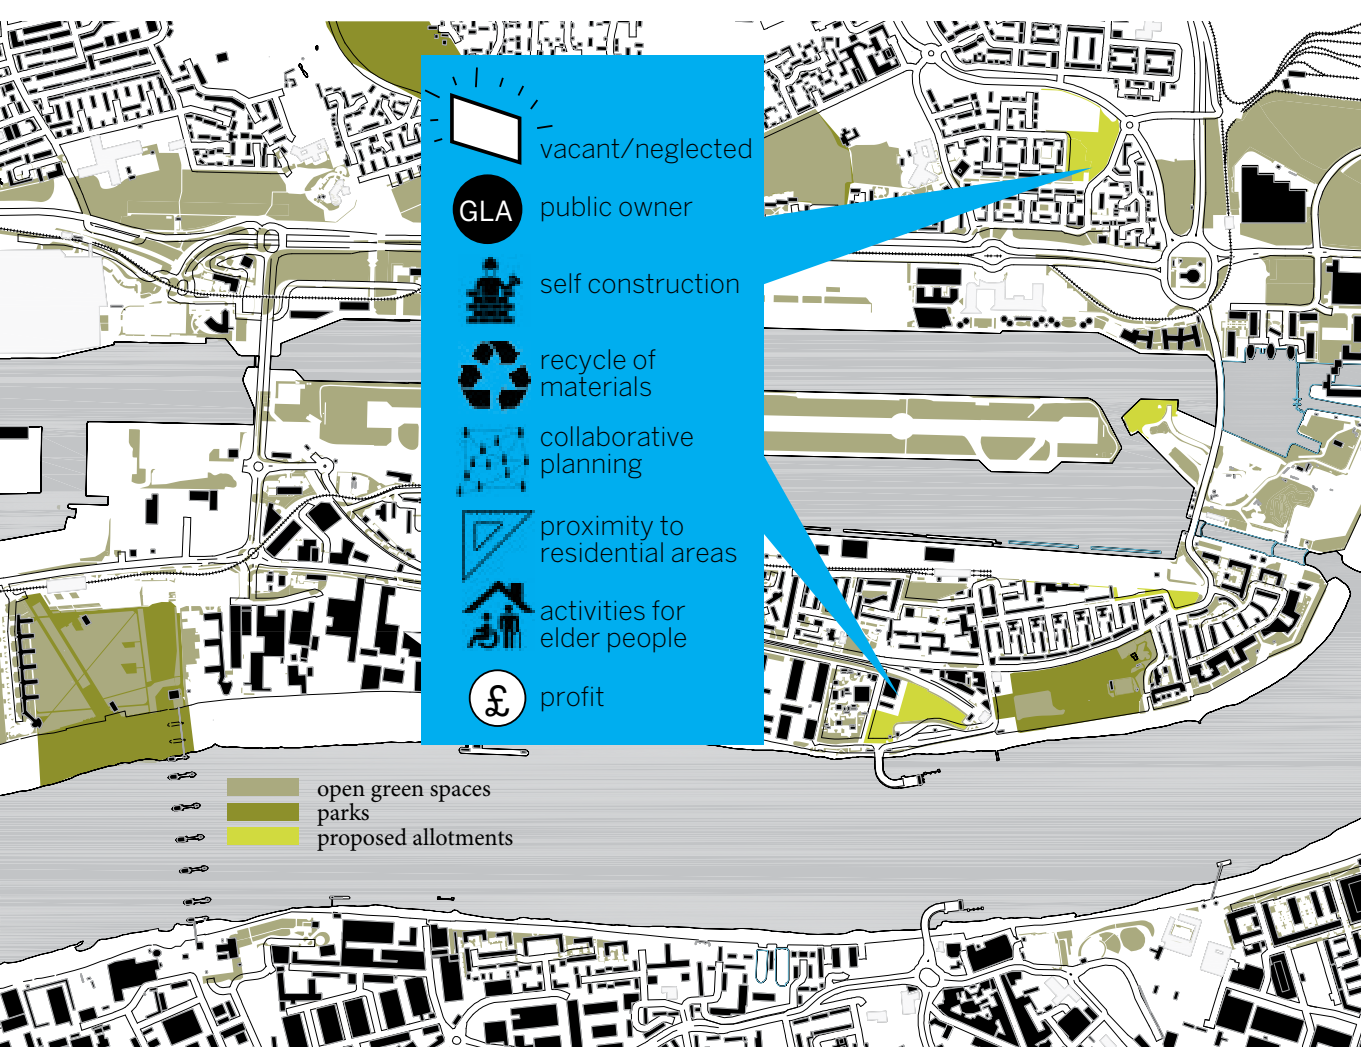 vacant/neglected
GLA
public owner
self construction
recycle of
materials
collaborative
planning
proximity to
residential areas
activities for
elder people
£
profit
open green spaces
parks
proposed allotments